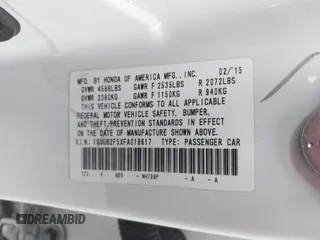 MFD. BY HONDA OF AMERICA MFG., INC. 02/15
GVWR 4586LBS GAWR F 2535LBS R 2072LBS
GVWR 2080KG GAWR F 1150KG R 940KG
THIS VEHICLE CONFORMS TO ALL APPLICABLE
FEDERAL MOTOR VEHICLE SAFETY, BUMPER,
AND THEFT PREVENTION STANDARDS IN EFFECT
ON THE DATE OF MANUFACTURE SHOWN ABOVE.
V.I.N.: TYPE: PASSENGER CAR
NH788P - A - A
DREAMBID